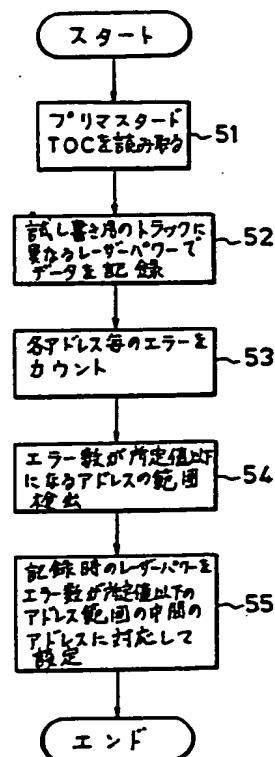 スタート
プリマスタード
TOCを読み取る
51
試し書き用のトラックに
異なるレーザーパワーで
データを記録
52
各アドレス毎のエラーを
カウント
53
エラー数が所定値以下
になるアドレスの範囲
検出
54
記録時のレーザーパワーを
エラー数が所定値以下の
アドレス範囲の中間の
アドレスに対応して
設定
55
エンド